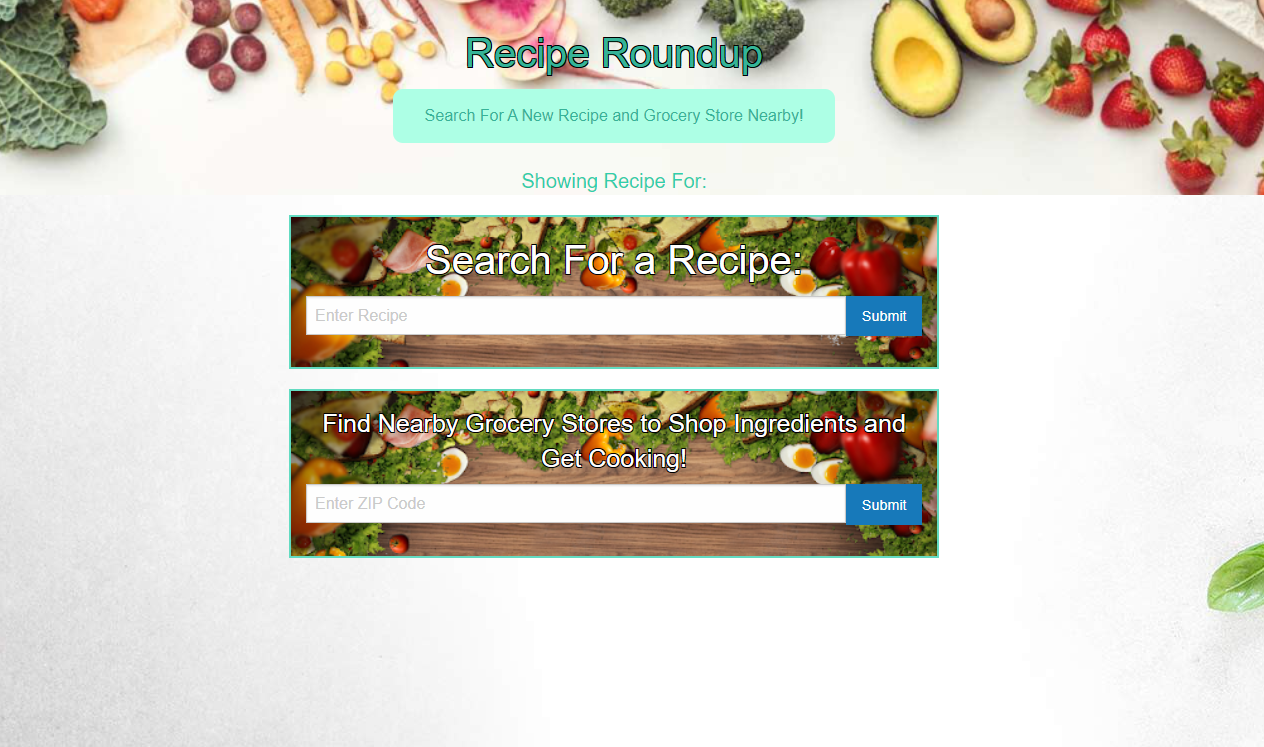 Recipe Roundup
Search For A New Recipe and Grocery Store Nearby!
Showing Recipe For:
Search For a Recipe:
Enter Recipe
Submit
Find Nearby Grocery Stores to Shop Ingredients and
Get Cooking!
Enter ZIP Code
Submit